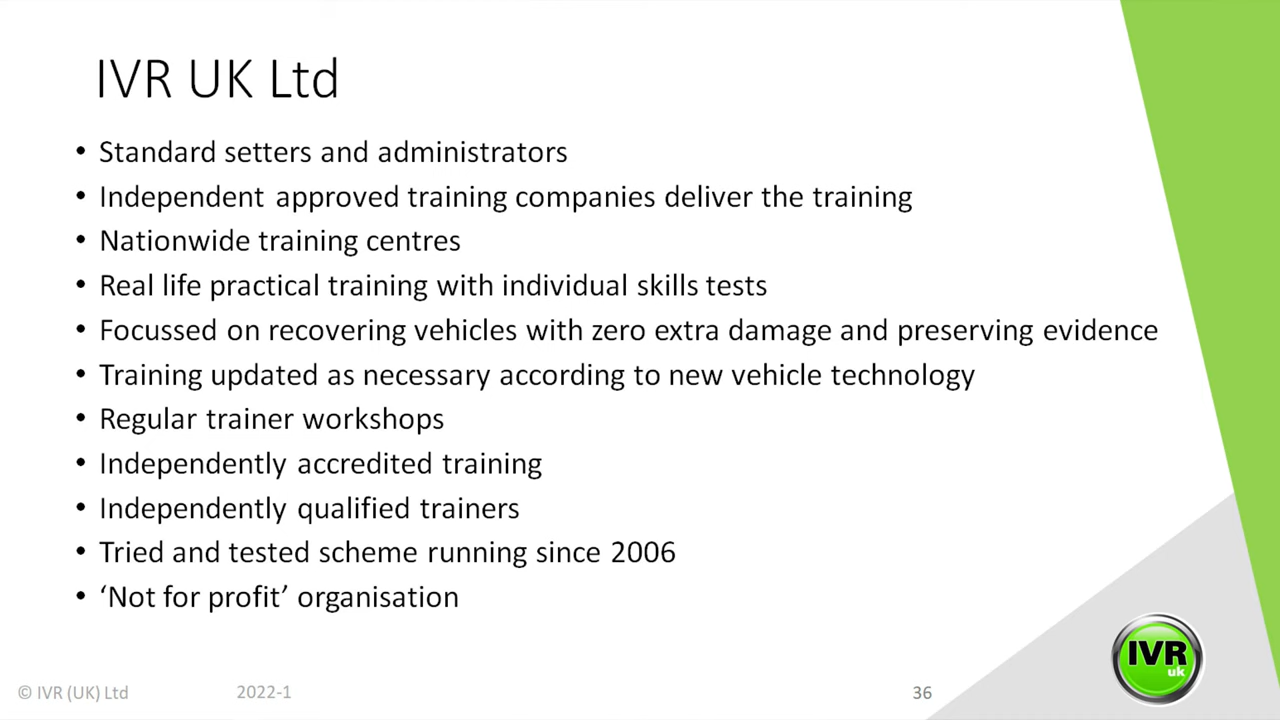 IVR UK Ltd
• Standard setters and administrators
• Independent approved training companies deliver the training
• Nationwide training centres
• Real life practical training with individual skills tests
• Focussed on recovering vehicles with zero extra damage and preserving evidence
• Training updated as necessary according to new vehicle technology
• Regular trainer workshops
• Independently accredited training
• Independently qualified trainers
• Tried and tested scheme running since 2006
• ‘Not for profit’ organisation
IVR
uk
© IVR (UK) Ltd 2022-1 36